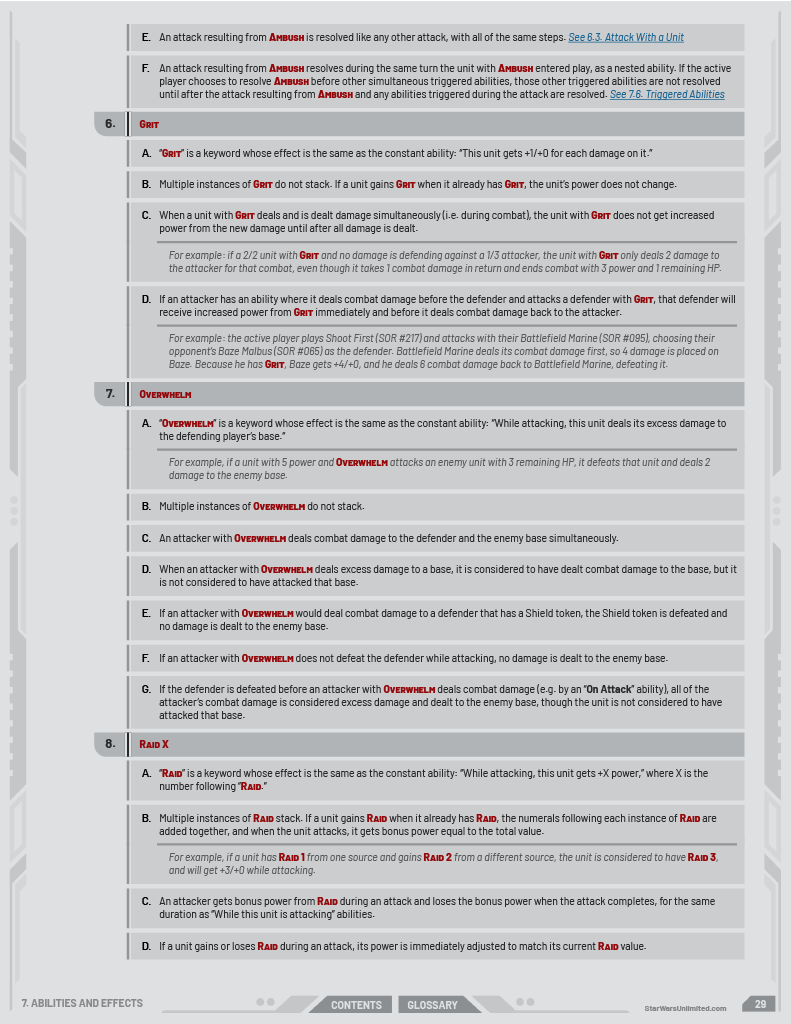 E. An attack resulting from Ambush is resolved like any other attack, with all of the same steps. See 6.3. Attack With a Unit
F. An attack resulting from Ambush resolves during the same turn the unit with Ambush entered play, as a nested ability. If the active
player chooses to resolve Ambush before other simultaneous triggered abilities, those other triggered abilities are not resolved
until after the attack resulting from Ambush and any abilities triggered during the attack are resolved. See 7.6. Triggered Abilities
6. Grit
A. “Grit” is a keyword whose effect is the same as the constant ability: “This unit gets +1/+0 for each damage on it.”
B. Multiple instances of Grit do not stack. If a unit gains Grit when it already has Grit, the unit’s power does not change.
C. When a unit with Grit deals and is dealt damage simultaneously (i.e. during combat), the unit with Grit does not get increased
power from the new damage until after all damage is dealt.
For example: if a 2/2 unit with Grit and no damage is defending against a 1/3 attacker, the unit with Grit only deals 2 damage to
the attacker for that combat, even though it takes 1 combat damage in return and ends combat with 3 power and 1 remaining HP.
D. If an attacker has an ability where it deals combat damage before the defender and attacks a defender with Grit, that defender will
receive increased power from Grit immediately and before it deals combat damage back to the attacker.
For example: the active player plays Shoot First (SOR #217) and attacks with their Battlefield Marine (SOR #095), choosing their
opponent’s Baze Malbus (SOR #065) as the defender. Battlefield Marine deals its combat damage first, so 4 damage is placed on
Baze. Because he has Grit, Baze gets +4/+0, and he deals 6 combat damage back to Battlefield Marine, defeating it.
7. Overwhelm
A. “Overwhelm” is a keyword whose effect is the same as the constant ability: “While attacking, this unit deals its excess damage to
the defending player’s base.”
For example, if a unit with 5 power and Overwhelm attacks an enemy unit with 3 remaining HP, it defeats that unit and deals 2
damage to the enemy base.
B. Multiple instances of Overwhelm do not stack.
C. An attacker with Overwhelm deals combat damage to the defender and the enemy base simultaneously.
D. When an attacker with Overwhelm deals excess damage to a base, it is considered to have dealt combat damage to the base, but it
is not considered to have attacked that base.
E. If an attacker with Overwhelm would deal combat damage to a defender that has a Shield token, the Shield token is defeated and
no damage is dealt to the enemy base.
F. If an attacker with Overwhelm does not defeat the defender while attacking, no damage is dealt to the enemy base.
G. If the defender is defeated before an attacker with Overwhelm deals combat damage (e.g. by an “On Attack” ability), all of the
attacker’s combat damage is considered excess damage and dealt to the enemy base, though the unit is not considered to have
attacked that base.
8. Raid X
A. “Raid” is a keyword whose effect is the same as the constant ability: “While attacking, this unit gets +X power,” where X is the
number following “Raid.”
B. Multiple instances of Raid stack. If a unit gains Raid when it already has Raid, the numerals following each instance of Raid are
added together, and when the unit attacks, it gets bonus power equal to the total value.
For example, if a unit has Raid 1 from one source and gains Raid 2 from a different source, the unit is considered to have Raid 3,
and will get +3/+0 while attacking.
C. An attacker gets bonus power from Raid during an attack and loses the bonus power when the attack completes, for the same
duration as “While this unit is attacking” abilities.
D. If a unit gains or loses Raid during an attack, its power is immediately adjusted to match its current Raid value.
7. ABILITIES AND EFFECTS
CONTENTS
GLOSSARY
StarWarsUnlimited.com
29